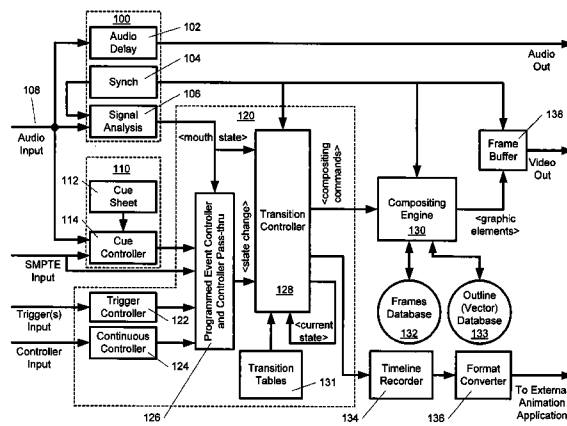 100
102
Audio
Delay
104
Synch
106
Signal
Analysis
Audio
Out
108
Audio
Input
120
<mouth state>
110
112
Cue
Sheet
114
Cue
Controller
SMPTE
Input
Trigger(s)
Input
Trigger
Controller
122
Controller
Input
Continuous
Controller
124
Programmed Event Controller
and Controller Pass-thru
126
<state change>
Transition
Controller
128
<current
state>
Transition
Tables
131
<compositing
commands>
Compositing
Engine
130
<graphic
elements>
138
Frame
Buffer
Video
Out
Frames
Database
132
Outline
(Vector)
Database
133
Timeline
Recorder
134
Format
Converter
136
To External
Animation
Application